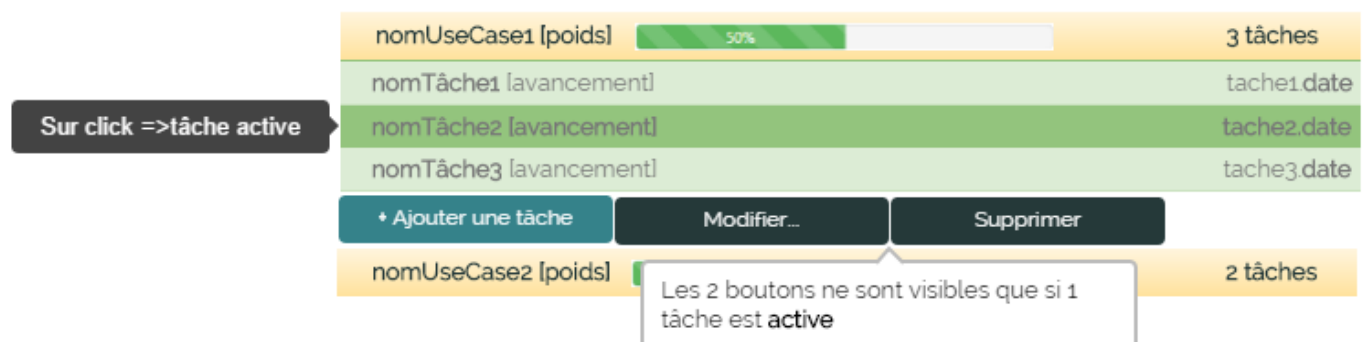 nomUseCase1 [poids] 50% 3 tâches
nomTâche1 [avancement] tache1.date
Sur click =>tâche active
nomTâche2 [avancement] tache2.date
nomTâche3 [avancement] tache3.date
+ Ajouter une tâche Modifier... Supprimer
nomUseCase2 [poids] 2 tâches
Les 2 boutons ne sont visibles que si 1
tâche est active